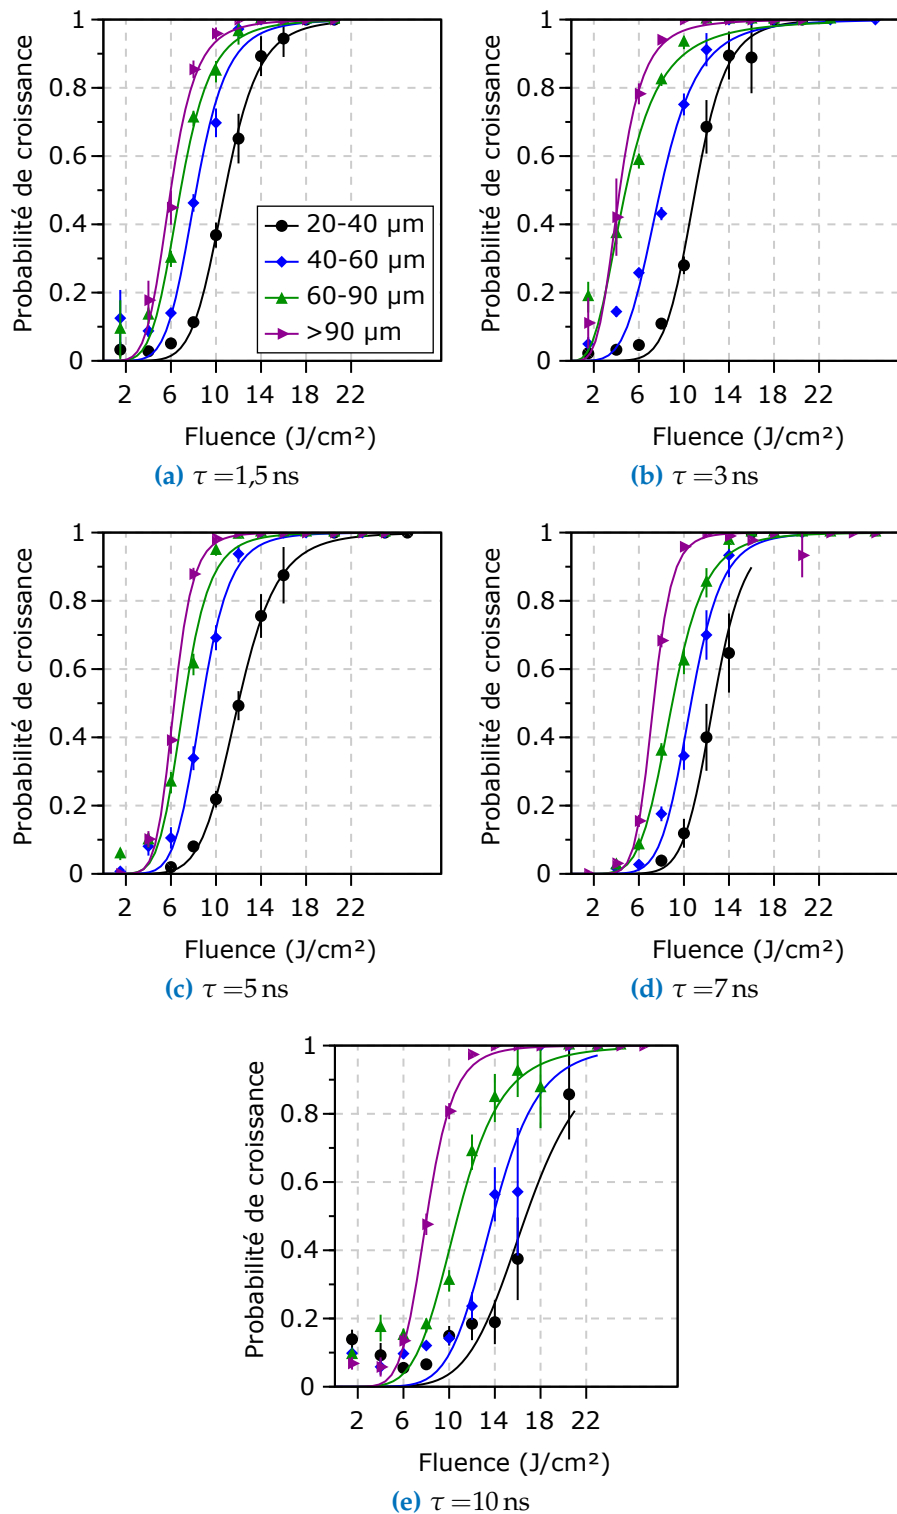 1
0.8
0.6
0.4
0.2
0
Probabilité de croissance
20-40 µm
40-60 µm
60-90 µm
>90 µm
2 6 10 14 18 22
Fluence (J/cm²)
(a) τ =1,5 ns
1
0.8
0.6
0.4
0.2
0
Probabilité de croissance
2 6 10 14 18 22
Fluence (J/cm²)
(b) τ =3 ns
1
0.8
0.6
0.4
0.2
0
Probabilité de croissance
2 6 10 14 18 22
Fluence (J/cm²)
(c) τ =5 ns
1
0.8
0.6
0.4
0.2
0
Probabilité de croissance
2 6 10 14 18 22
Fluence (J/cm²)
(d) τ =7 ns
1
0.8
0.6
0.4
0.2
0
Probabilité de croissance
2 6 10 14 18 22
Fluence (J/cm²)
(e) τ =10 ns